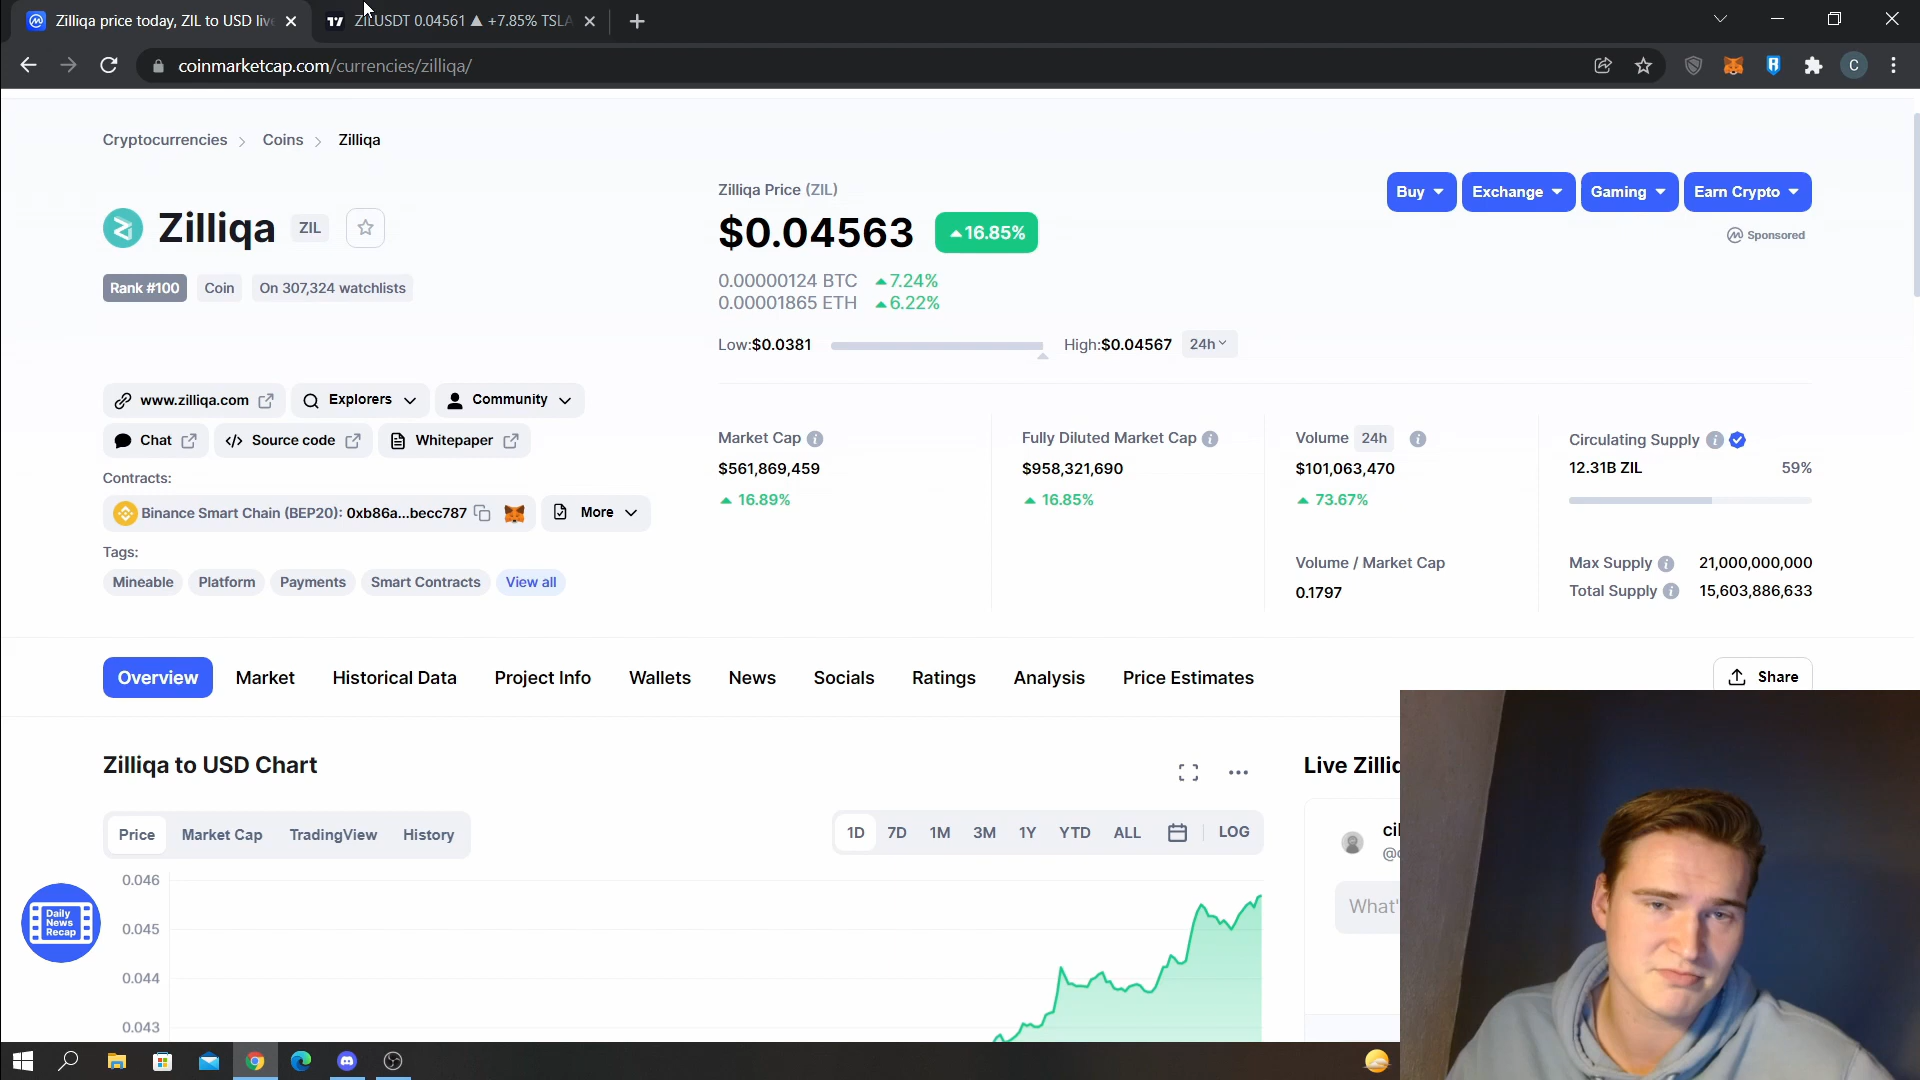 Zilliqa price today, ZIL to USD live
ZILUSDT 0.04561 ▲ +7.85% TSLA
coinmarketcap.com/currencies/zilliqa/
C
Cryptocurrencies > Coins > Zilliqa
Zilliqa ZIL
Rank #100 Coin On 307,324 watchlists
www.zilliqa.com Explorers Community
Chat Source code Whitepaper
Contracts:
Binance Smart Chain (BEP20): 0xb86a...becc787 More
Tags:
Mineable Platform Payments Smart Contracts View all
Zilliqa Price (ZIL)
$0.04563 16.85%
0.00000124 BTC 7.24%
0.00001865 ETH 6.22%
Low:$0.0381 High:$0.04567 24h
Buy Exchange Gaming Earn Crypto
Sponsored
Market Cap
$561,869,459
16.89%
Fully Diluted Market Cap
$958,321,690
16.85%
Volume 24h
$101,063,470
73.67%
Volume / Market Cap
0.1797
Circulating Supply
12.31B ZIL 59%
Max Supply 21,000,000,000
Total Supply 15,603,886,633
Overview Market Historical Data Project Info Wallets News Socials Ratings Analysis Price Estimates
Share
Zilliqa to USD Chart
Price Market Cap TradingView History
1D 7D 1M 3M 1Y YTD ALL LOG
0.046
0.045
0.044
0.043
Daily
News
Recap
Live Zillic
What'